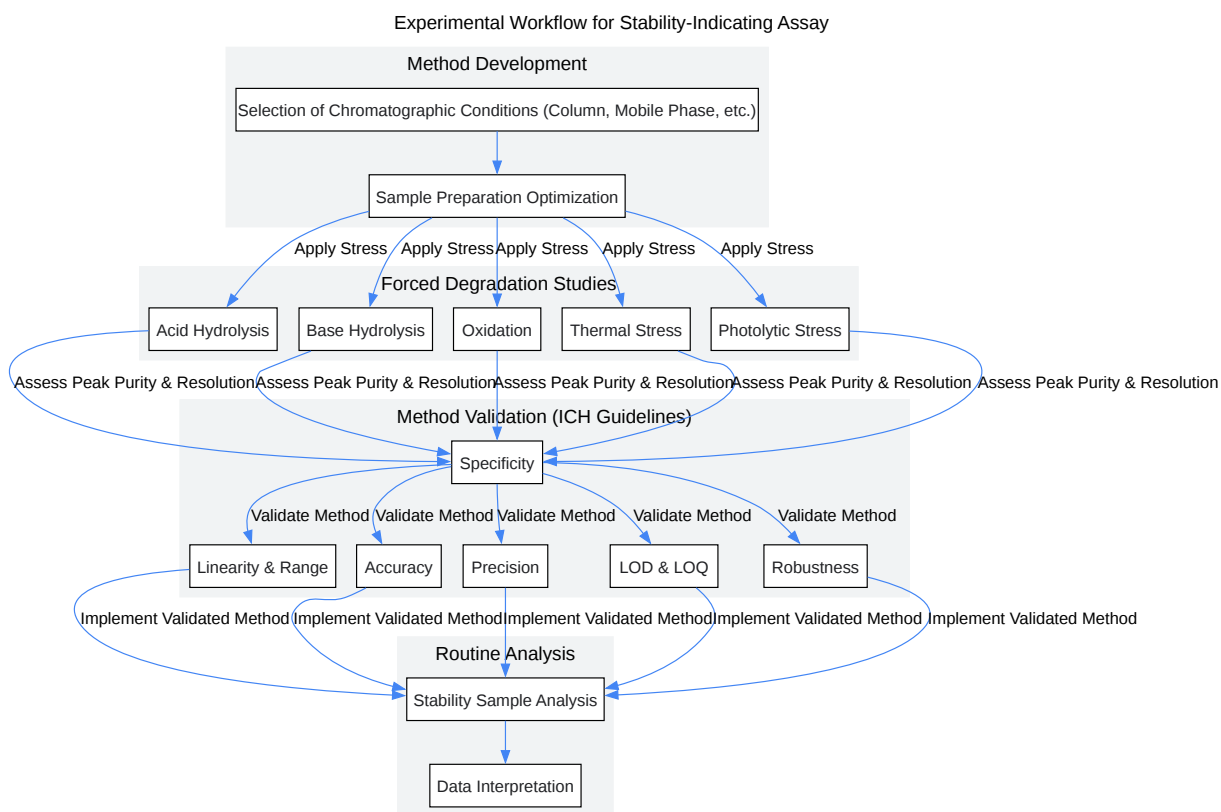 Experimental Workflow for Stability-Indicating Assay
Method Development
Selection of Chromatographic Conditions (Column, Mobile Phase, etc.)
Sample Preparation Optimization
Apply Stress Apply Stress Apply Stress Apply Stress Apply Stress
Forced Degradation Studies
Acid Hydrolysis Base Hydrolysis Oxidation Thermal Stress Photolytic Stress
Assess Peak Purity & Resolution Assess Peak Purity & Resolution Assess Peak Purity & Resolution Assess Peak Purity & Resolution Assess Peak Purity & Resolution
Method Validation (ICH Guidelines)
Specificity
Validate Method Validate Method Validate Method Validate Method Validate Method
Linearity & Range Accuracy Precision LOD & LOQ Robustness
Implement Validated Method Implement Validated Method Implement Validated Method Implement Validated Method Implement Validated Method
Routine Analysis
Stability Sample Analysis
Data Interpretation